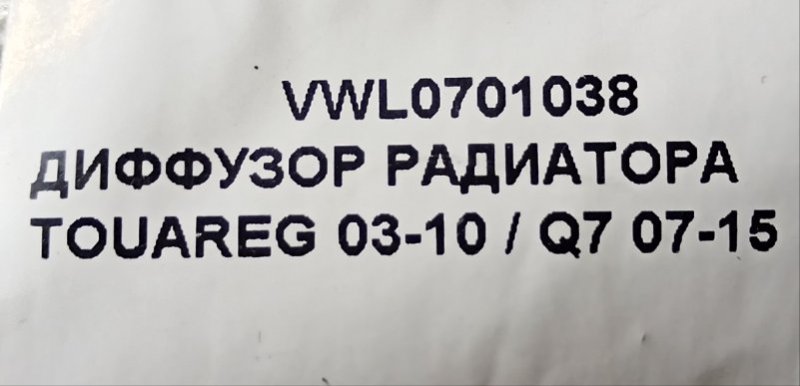 VWL0701038
ДИФФУЗОР РАДИАТОРА
TOUAREG 03-10 / Q7 07-15